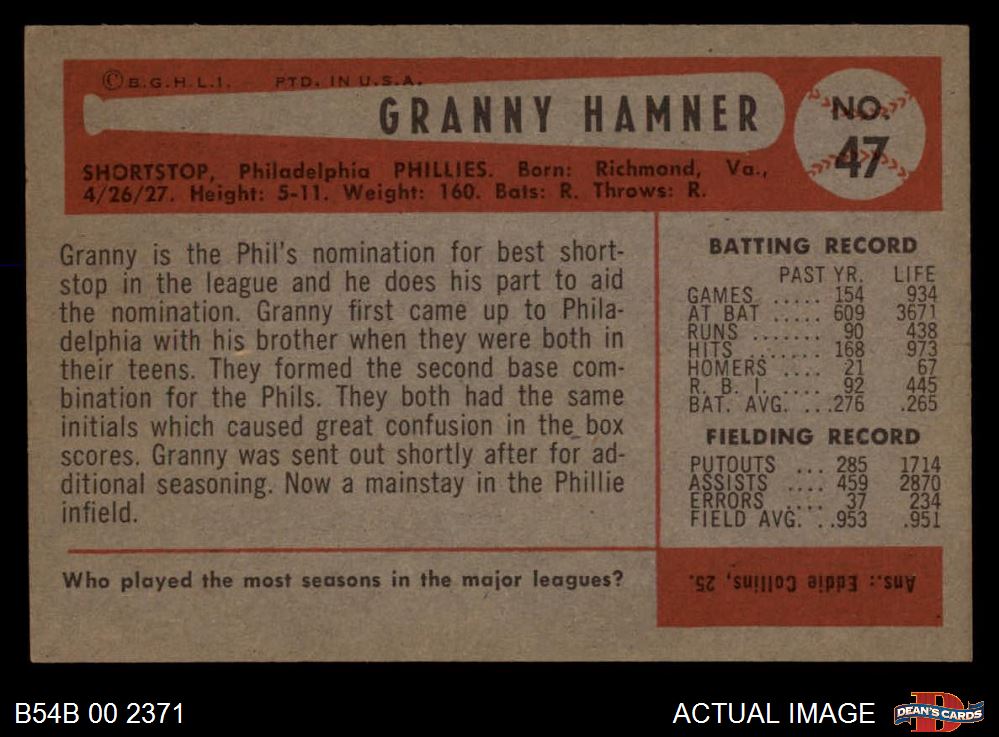 ©B.G.H.L.I. PTD. IN U.S.A.
GRANNY HAMNER
NO.
47
SHORTSTOP, Philadelphia PHILLIES. Born: Richmond, Va.,
4/26/27. Height: 5-11. Weight: 160. Bats: R. Throws: R.
Granny is the Phil's nomination for best short-
stop in the league and he does his part to aid
the nomination. Granny first came up to Phila-
delphia with his brother when they were both in
their teens. They formed the second base com-
bination for the Phils. They both had the same
initials which caused great confusion in the box
scores. Granny was sent out shortly after for ad-
ditional seasoning. Now a mainstay in the Phillie
infield.
BATTING RECORD
PAST YR. LIFE
GAMES ..... 154 934
AT BAT ..... 609 3671
RUNS ....... 90 438
HITS ....... 168 973
HOMERS .... 21 67
R. B. I. .... 92 445
BAT. AVG. ...276 .265
FIELDING RECORD
PUTOUTS ... 285 1714
ASSISTS .... 459 2870
ERRORS .... 37 234
FIELD AVG. ..953 .951
Who played the most seasons in the major leagues?
Ans.: Eddie Collins, 25.
B54B 00 2371
ACTUAL IMAGE
DEAN'S CARDS